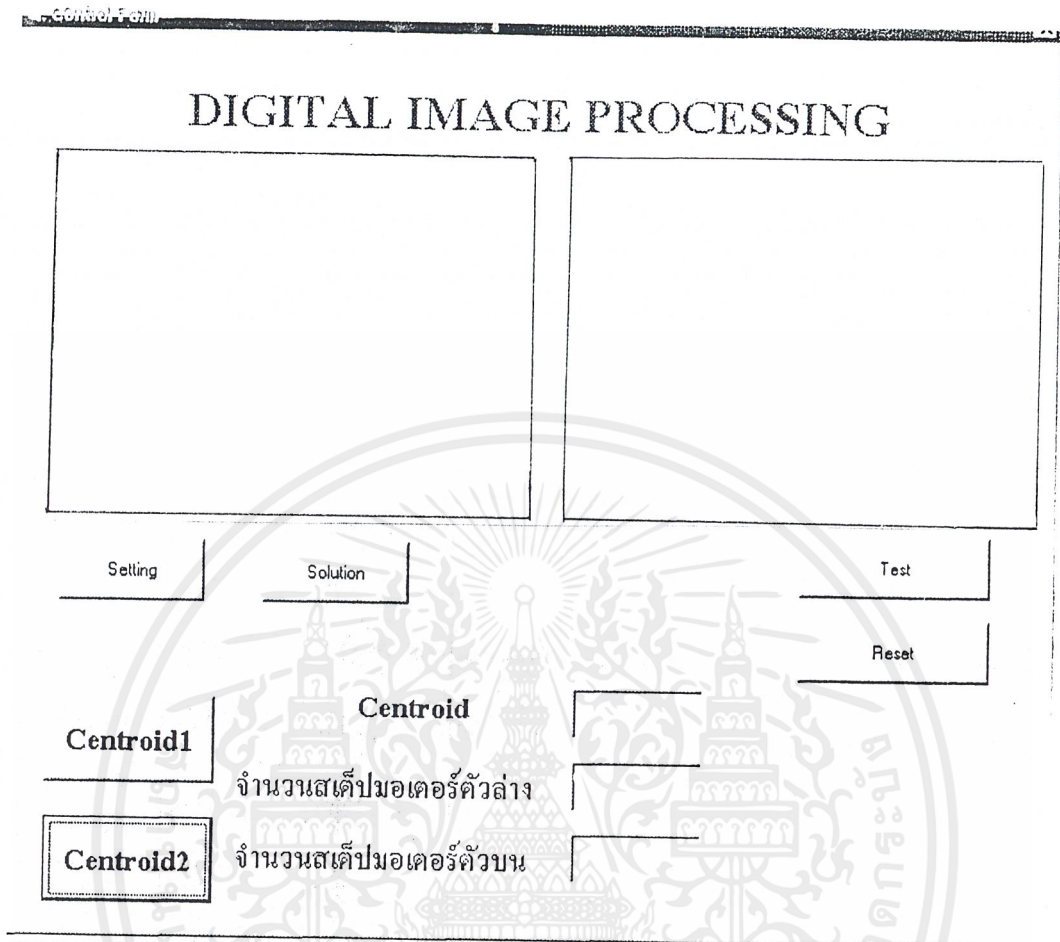 Control Form
DIGITAL IMAGE PROCESSING
Setting
Solution
Test
Reset
Centroid1
Centroid
จำนวนสเต็ปมอเตอร์ตัวล่าง
Centroid2
จำนวนสเต็ปมอเตอร์ตัวบน